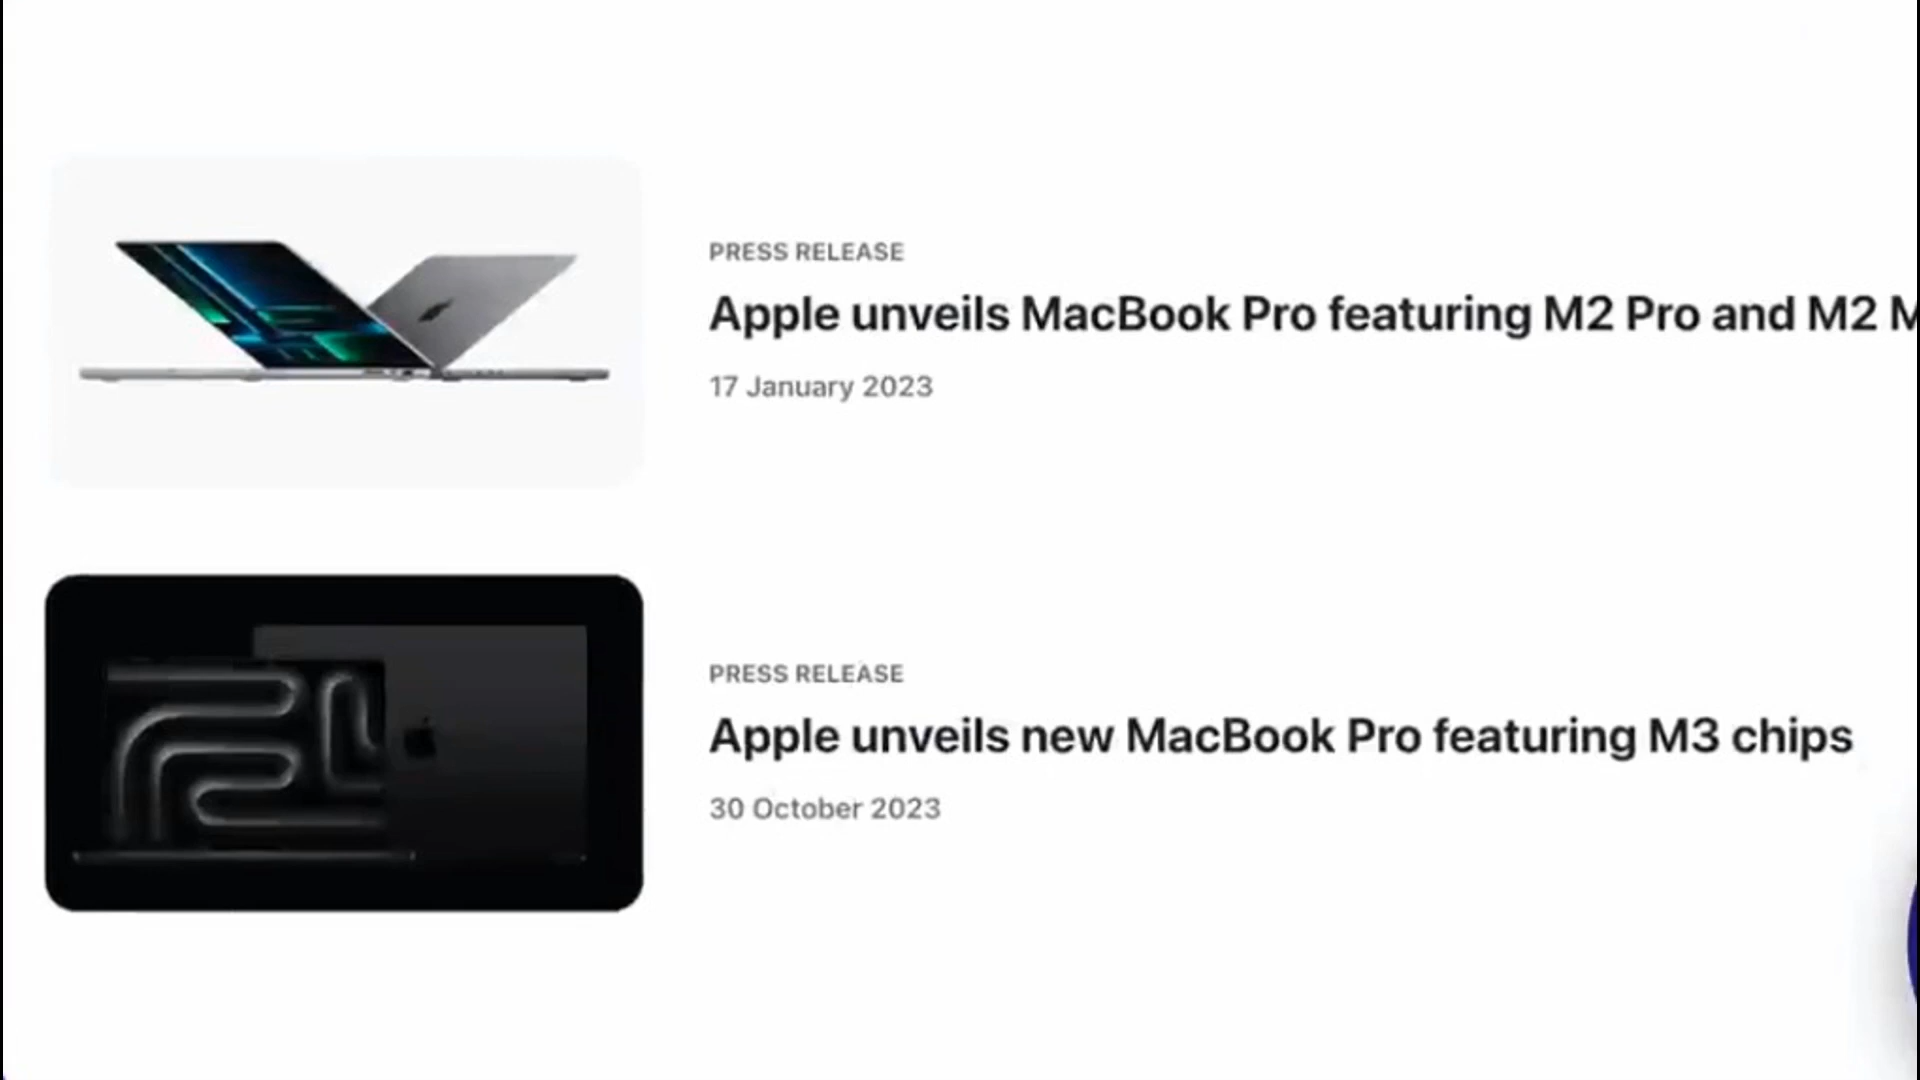 PRESS RELEASE
Apple unveils MacBook Pro featuring M2 Pro and M2
17 January 2023
PRESS RELEASE
Apple unveils new MacBook Pro featuring M3 chips
30 October 2023